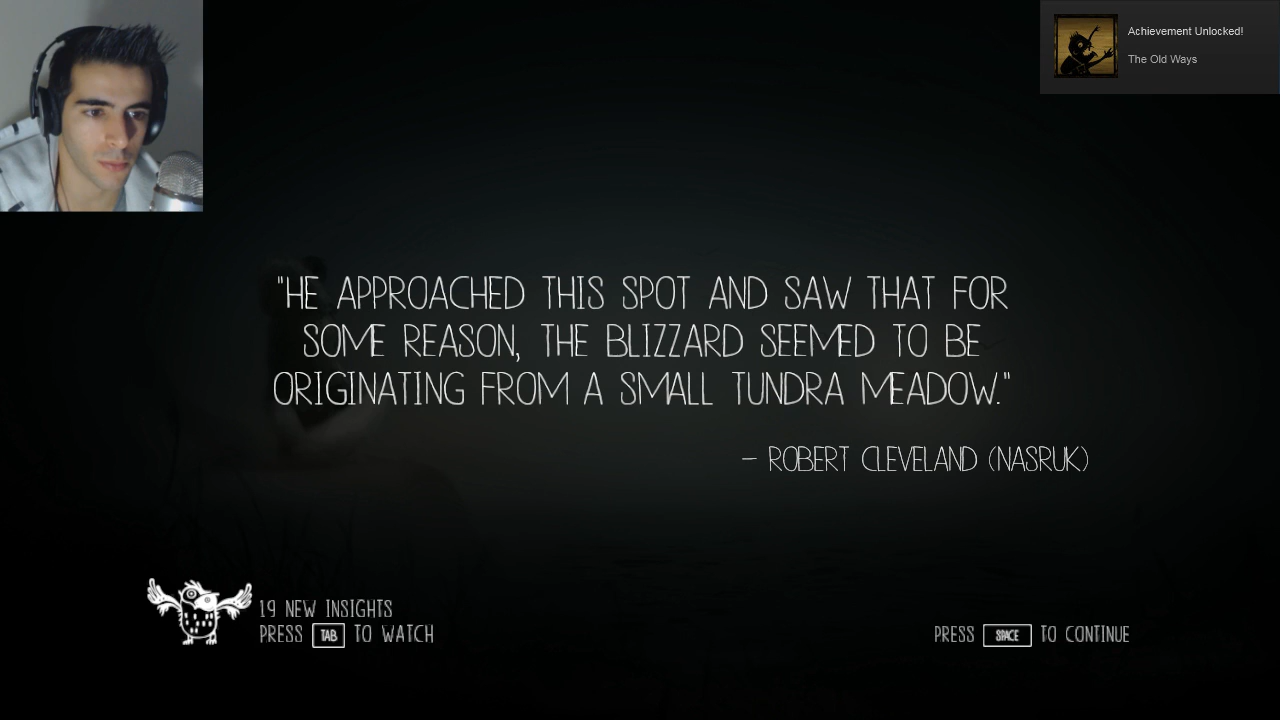 Achievement Unlocked!
The Old Ways
"HE APPROACHED THIS SPOT AND SAW THAT FOR
SOME REASON, THE BLIZZARD SEEMED TO BE
ORIGINATING FROM A SMALL TUNDRA MEADOW."
- ROBERT CLEVELAND (NASRUK)
19 NEW INSIGHTS
PRESS TAB TO WATCH
PRESS SPACE TO CONTINUE